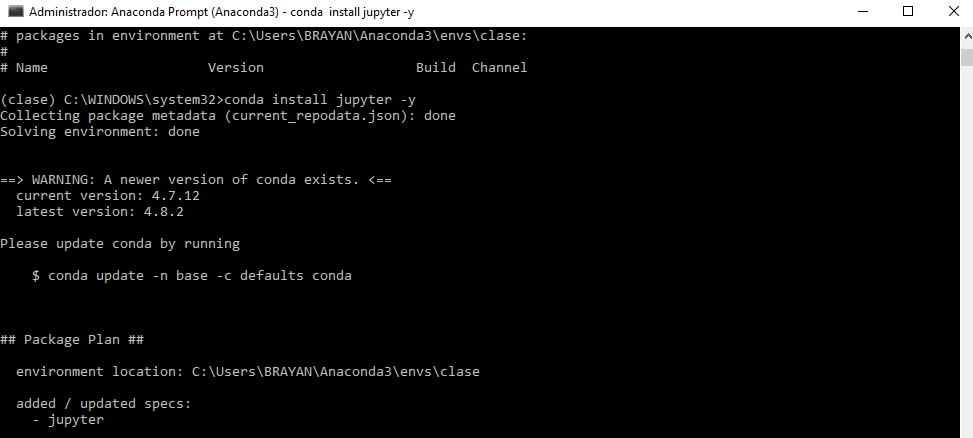 Administrador: Anaconda Prompt (Anaconda3) - conda  install jupyter -y
# packages in environment at C:\Users\BRAYAN\Anaconda3\envs\clase:
#
# Name                    Version                   Build  Channel
(clase) C:\WINDOWS\system32>conda install jupyter -y
Collecting package metadata (current_repodata.json): done
Solving environment: done
==> WARNING: A newer version of conda exists. <==
  current version: 4.7.12
  latest version: 4.8.2
Please update conda by running
    $ conda update -n base -c defaults conda
## Package Plan ##
  environment location: C:\Users\BRAYAN\Anaconda3\envs\clase
  added / updated specs:
    - jupyter